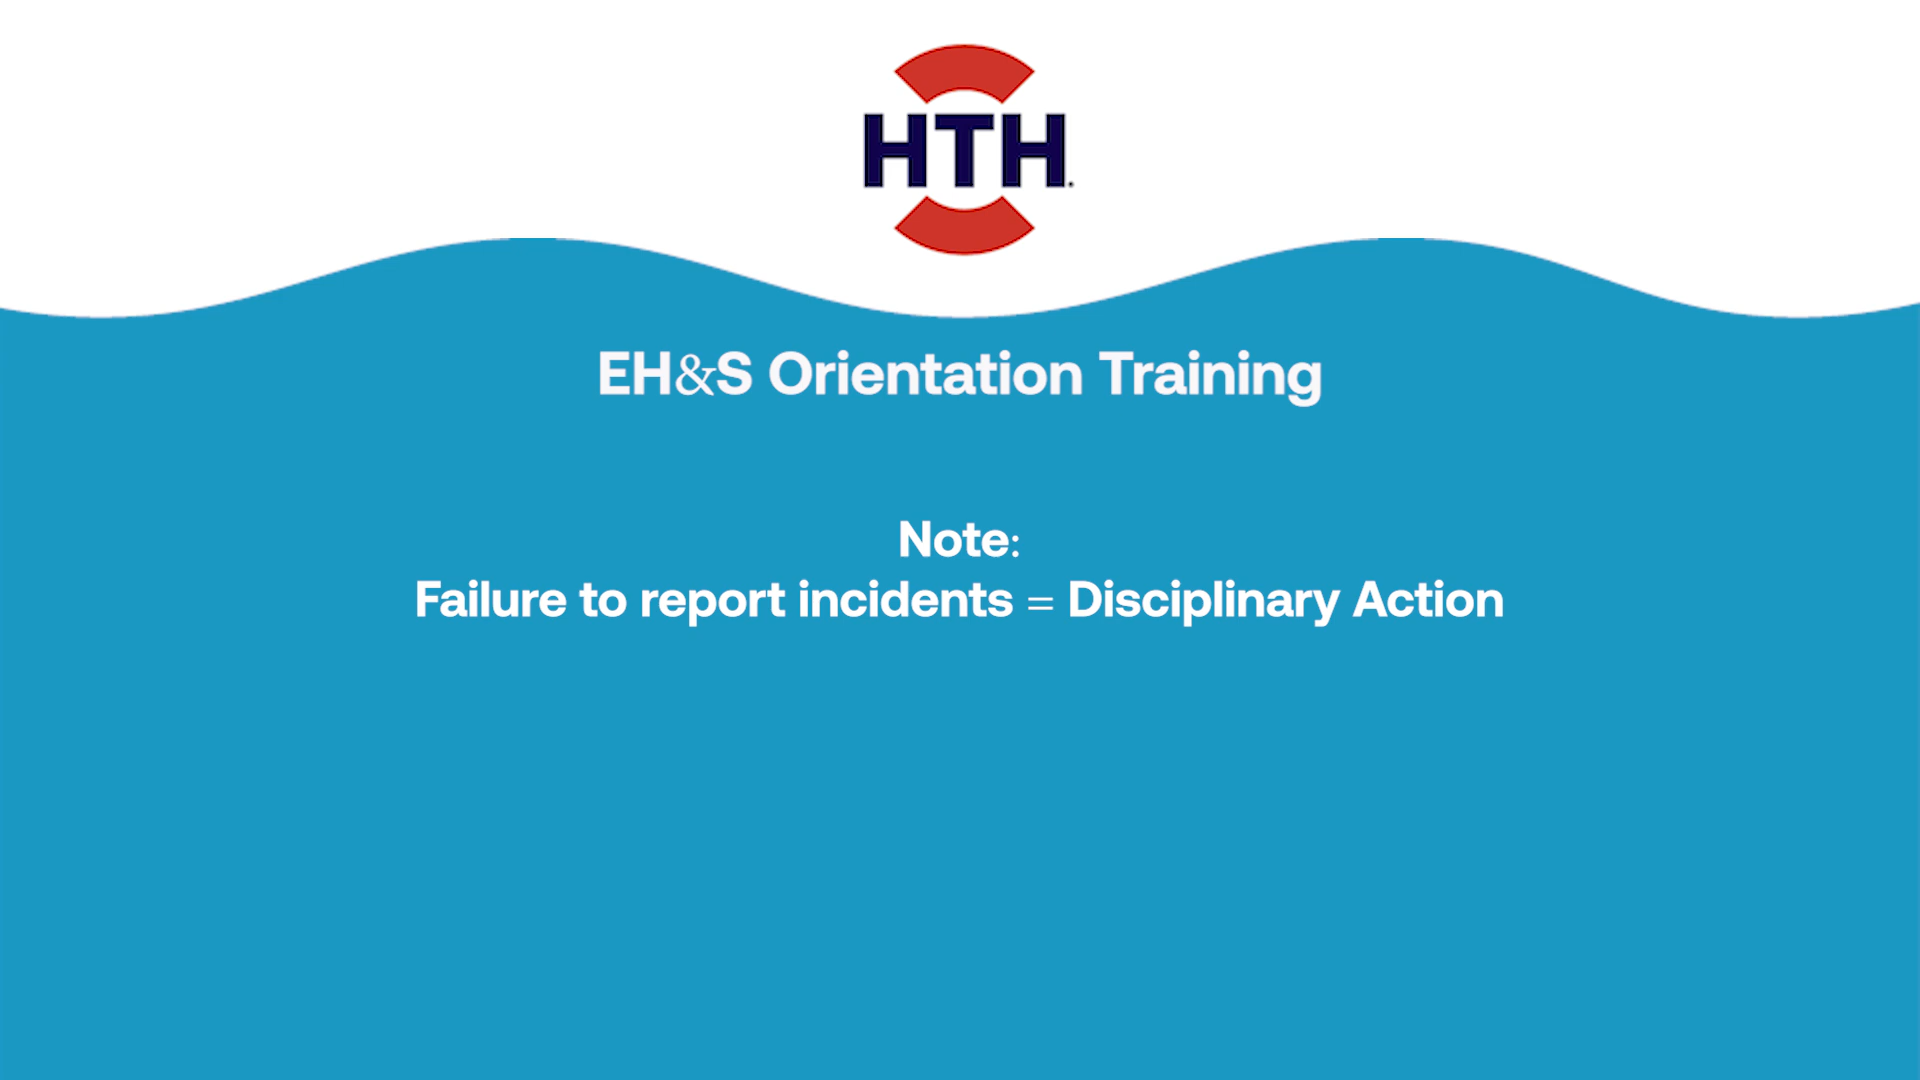 HTH.
EH&S Orientation Training
Note:
Failure to report incidents = Disciplinary Action